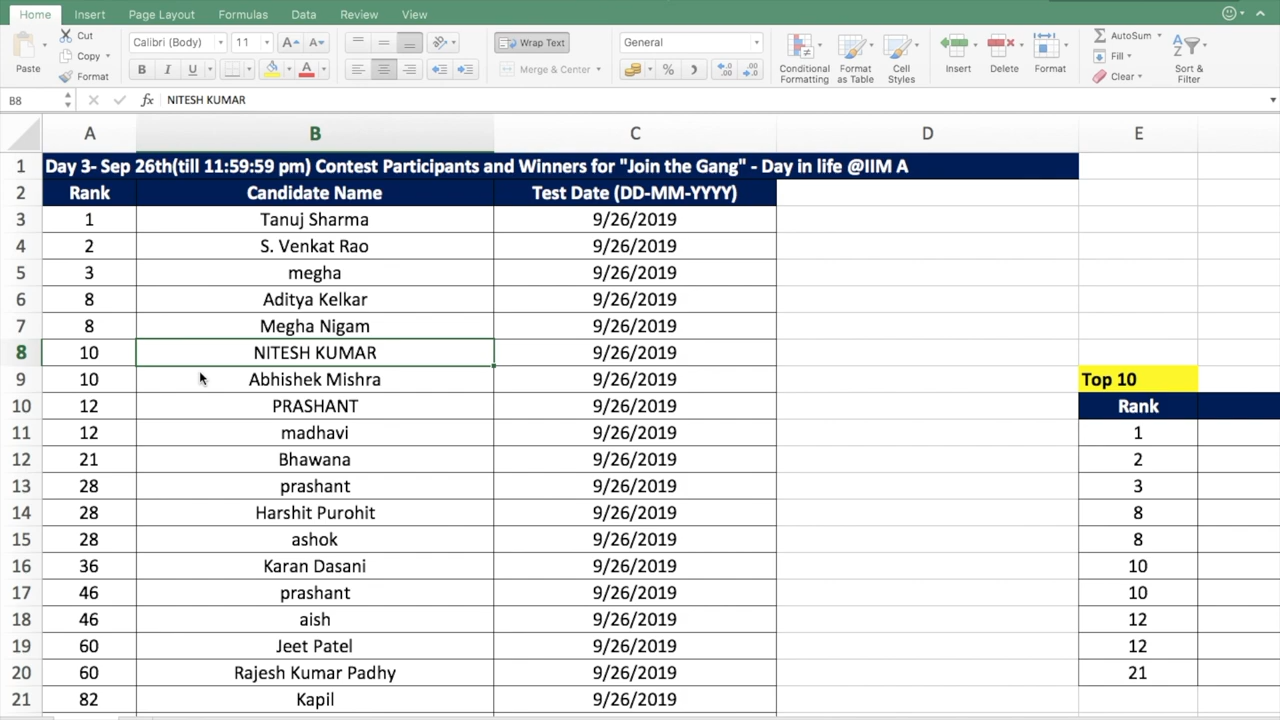 Home Insert Page Layout Formulas Data Review View
Paste Cut Copy Format
Calibri (Body) 11 A A
B I U A
Wrap Text
Merge & Center
General
%
Conditional Formatting
Format as Table
Cell Styles
Insert Delete Format
AutoSum
Fill
Clear
Sort & Filter
B8 fx NITESH KUMAR
A B C D E
1 Day 3- Sep 26th(till 11:59:59 pm) Contest Participants and Winners for "Join the Gang" - Day in life @IIM A
2 Rank Candidate Name Test Date (DD-MM-YYYY)
3 1 Tanuj Sharma 9/26/2019
4 2 S. Venkat Rao 9/26/2019
5 3 megha 9/26/2019
6 8 Aditya Kelkar 9/26/2019
7 8 Megha Nigam 9/26/2019
8 10 NITESH KUMAR 9/26/2019
9 10 Abhishek Mishra 9/26/2019 Top 10
10 12 PRASHANT 9/26/2019 Rank
11 12 madhavi 9/26/2019 1
12 21 Bhawana 9/26/2019 2
13 28 prashant 9/26/2019 3
14 28 Harshit Purohit 9/26/2019 8
15 28 ashok 9/26/2019 8
16 36 Karan Dasani 9/26/2019 10
17 46 prashant 9/26/2019 10
18 46 aish 9/26/2019 12
19 60 Jeet Patel 9/26/2019 12
20 60 Rajesh Kumar Padhy 9/26/2019 21
21 82 Kapil 9/26/2019